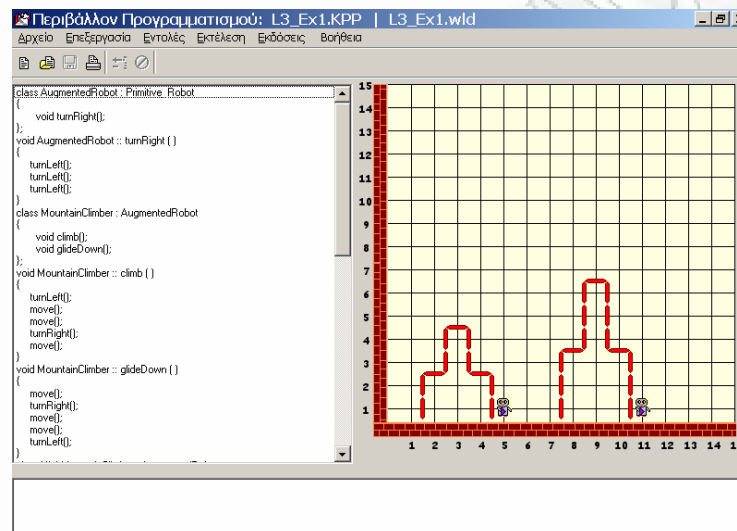 Περιβάλλον Προγραμματισμού: L3_Ex1.KPP | L3_Ex1.wld
Αρχείο Επεξεργασία Εντολές Εκτέλεση Εκδόσεις Βοήθεια
class AugmentedRobot : Primitive_Robot
{
void turnRight();
};
void AugmentedRobot :: turnRight ( )
{
turnLeft();
turnLeft();
turnLeft();
}
class MountainClimber : AugmentedRobot
{
void climb();
void glideDown();
};
void MountainClimber :: climb ( )
{
turnLeft();
move();
move();
turnRight();
move();
}
void MountainClimber :: glideDown ( )
{
move();
turnRight();
move();
move();
turnLeft();
}
15
14
13
12
11
10
9
8
7
6
5
4
3
2
1
1 2 3 4 5 6 7 8 9 10 11 12 13 14